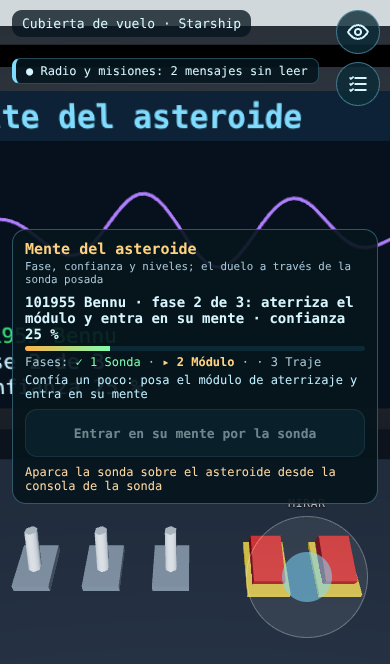 Cubierta de vuelo · Starship
● Radio y misiones: 2 mensajes sin leer
te del asteroide
Mente del asteroide
Fase, confianza y niveles; el duelo a través de la
sonda posada
101955 Bennu · fase 2 de 3: aterriza el
módulo y entra en su mente · confianza
25 %
Fases: ✓ 1 Sonda · ▸ 2 Módulo · · 3 Traje
Confía un poco: posa el módulo de aterrizaje y
entra en su mente
Entrar en su mente por la sonda
Aparca la sonda sobre el asteroide desde la
consola de la sonda
MIRAR